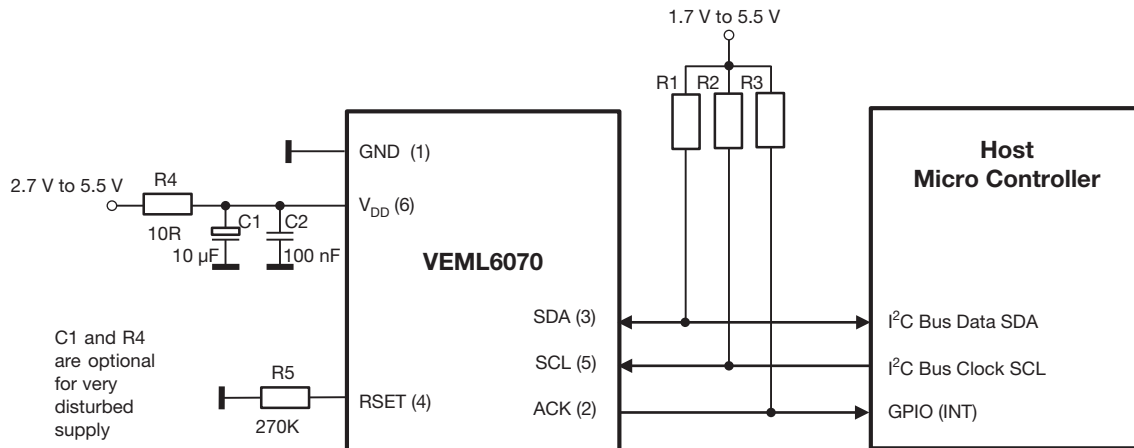 1.7 V to 5.5 V
R1 R2 R3
GND (1)
Host
Micro Controller
2.7 V to 5.5 V
R4
10R
VDD (6)
C1
10 µF
C2
100 nF
VEML6070
SDA (3)
I²C Bus Data SDA
C1 and R4
are optional
for very
disturbed
supply
SCL (5)
I²C Bus Clock SCL
R5
270K
RSET (4)
ACK (2)
GPIO (INT)